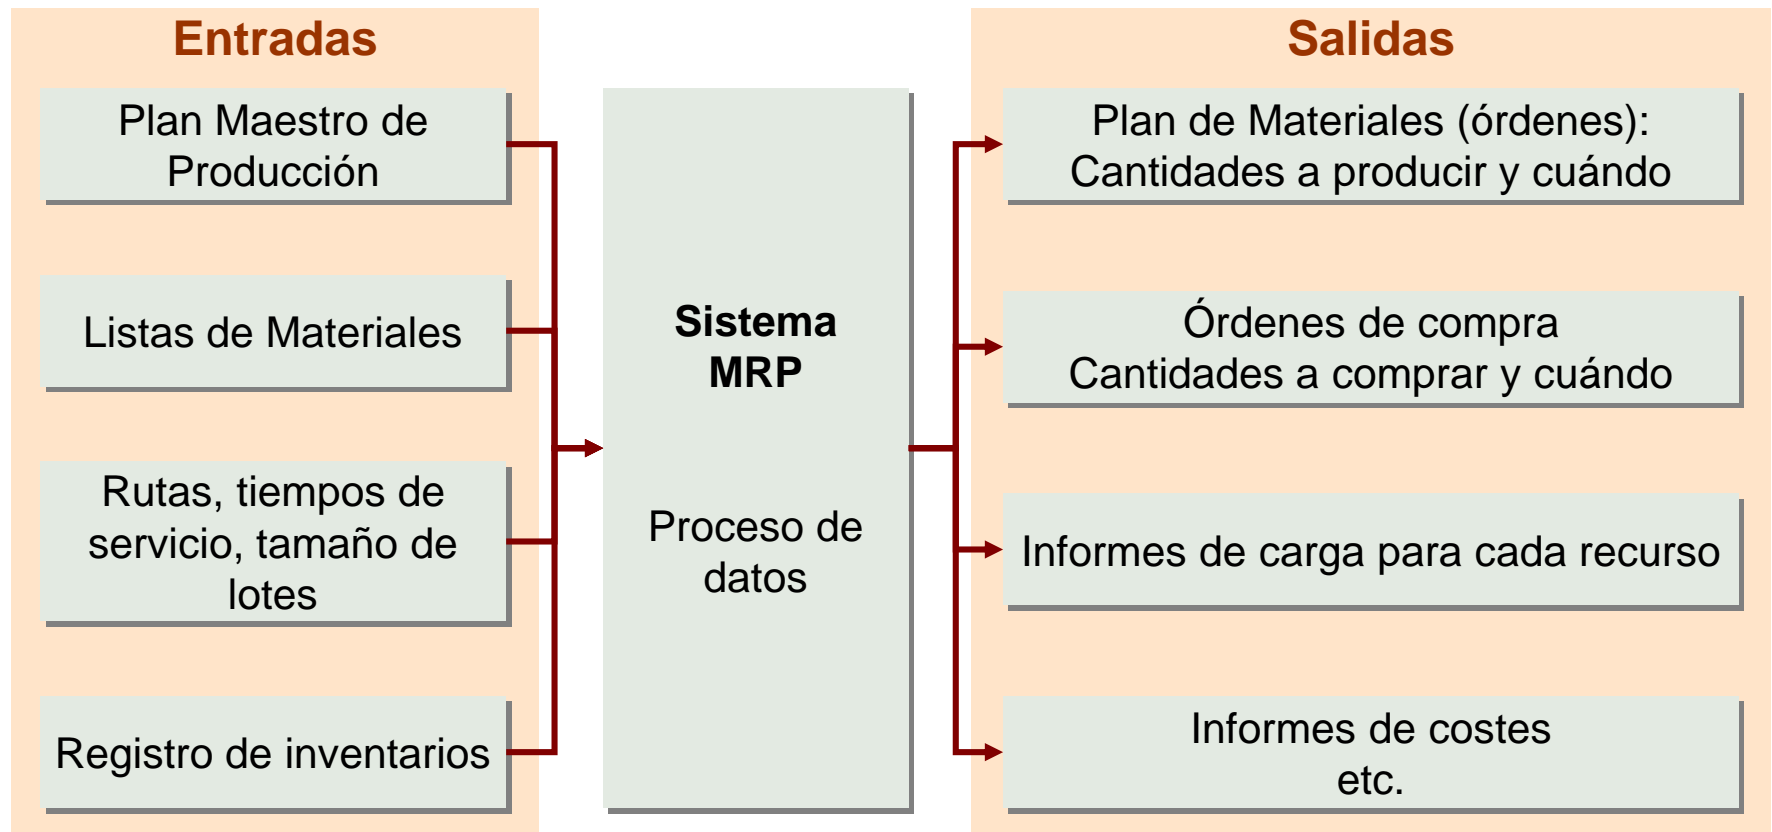 Entradas
Plan Maestro de
Producción
Listas de Materiales
Rutas, tiempos de
servicio, tamaño de
lotes
Registro de inventarios
Sistema
MRP
Proceso de
datos
Salidas
Plan de Materiales (órdenes):
Cantidades a producir y cuándo
Órdenes de compra
Cantidades a comprar y cuándo
Informes de carga para cada recurso
Informes de costes
etc.